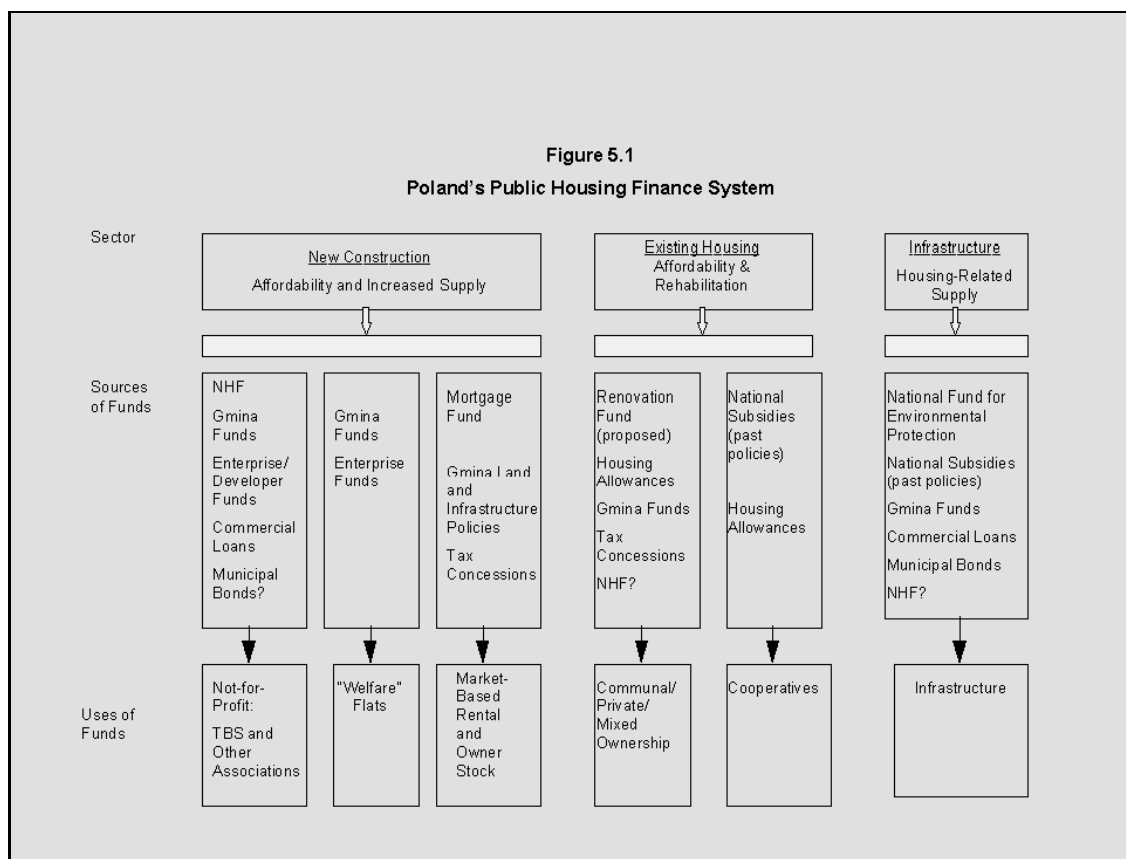 Figure 5.1
Poland's Public Housing Finance System
Sector
New Construction
Affordability and Increased Supply
Existing Housing
Affordability &
Rehabilitation
Infrastructure
Housing-Related
Supply
Sources
of Funds
NHF
Gmina
Funds
Enterprise/
Developer
Funds
Commercial
Loans
Municipal
Bonds?
Gmina
Funds
Enterprise
Funds
Mortgage
Fund
Gmina Land
and
Infrastructure
Policies
Tax
Concessions
Renovation
Fund
(proposed)
Housing
Allowances
Gmina Funds
Tax
Concessions
NHF?
National
Subsidies
(past
policies)
Housing
Allowances
National Fund for
Environmental
Protection
National Subsidies
(past policies)
Gmina Funds
Commercial Loans
Municipal Bonds
NHF?
Uses of
Funds
Not-for-
Profit:
TBS and
Other
Associations
"Welfare"
Flats
Market-
Based
Rental
and
Owner
Stock
Communal/
Private/
Mixed
Ownership
Cooperatives
Infrastructure